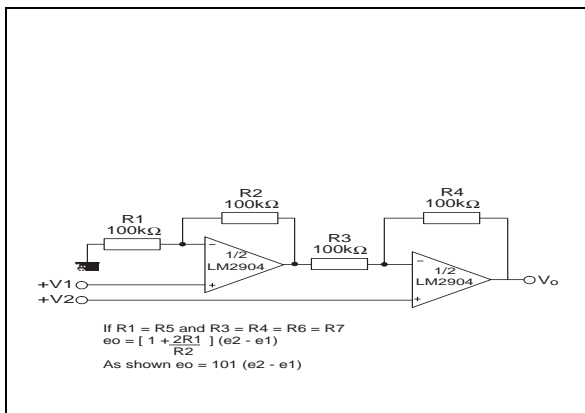 R2
100kΩ
R4
100kΩ
R1
100kΩ
R3
100kΩ
1/2
LM2904
1/2
LM2904
+V1
+V2
Vo
If R1 = R5 and R3 = R4 = R6 = R7
eo = [ 1 + 2R1/R2 ] (e2 - e1)
As shown eo = 101 (e2 - e1)